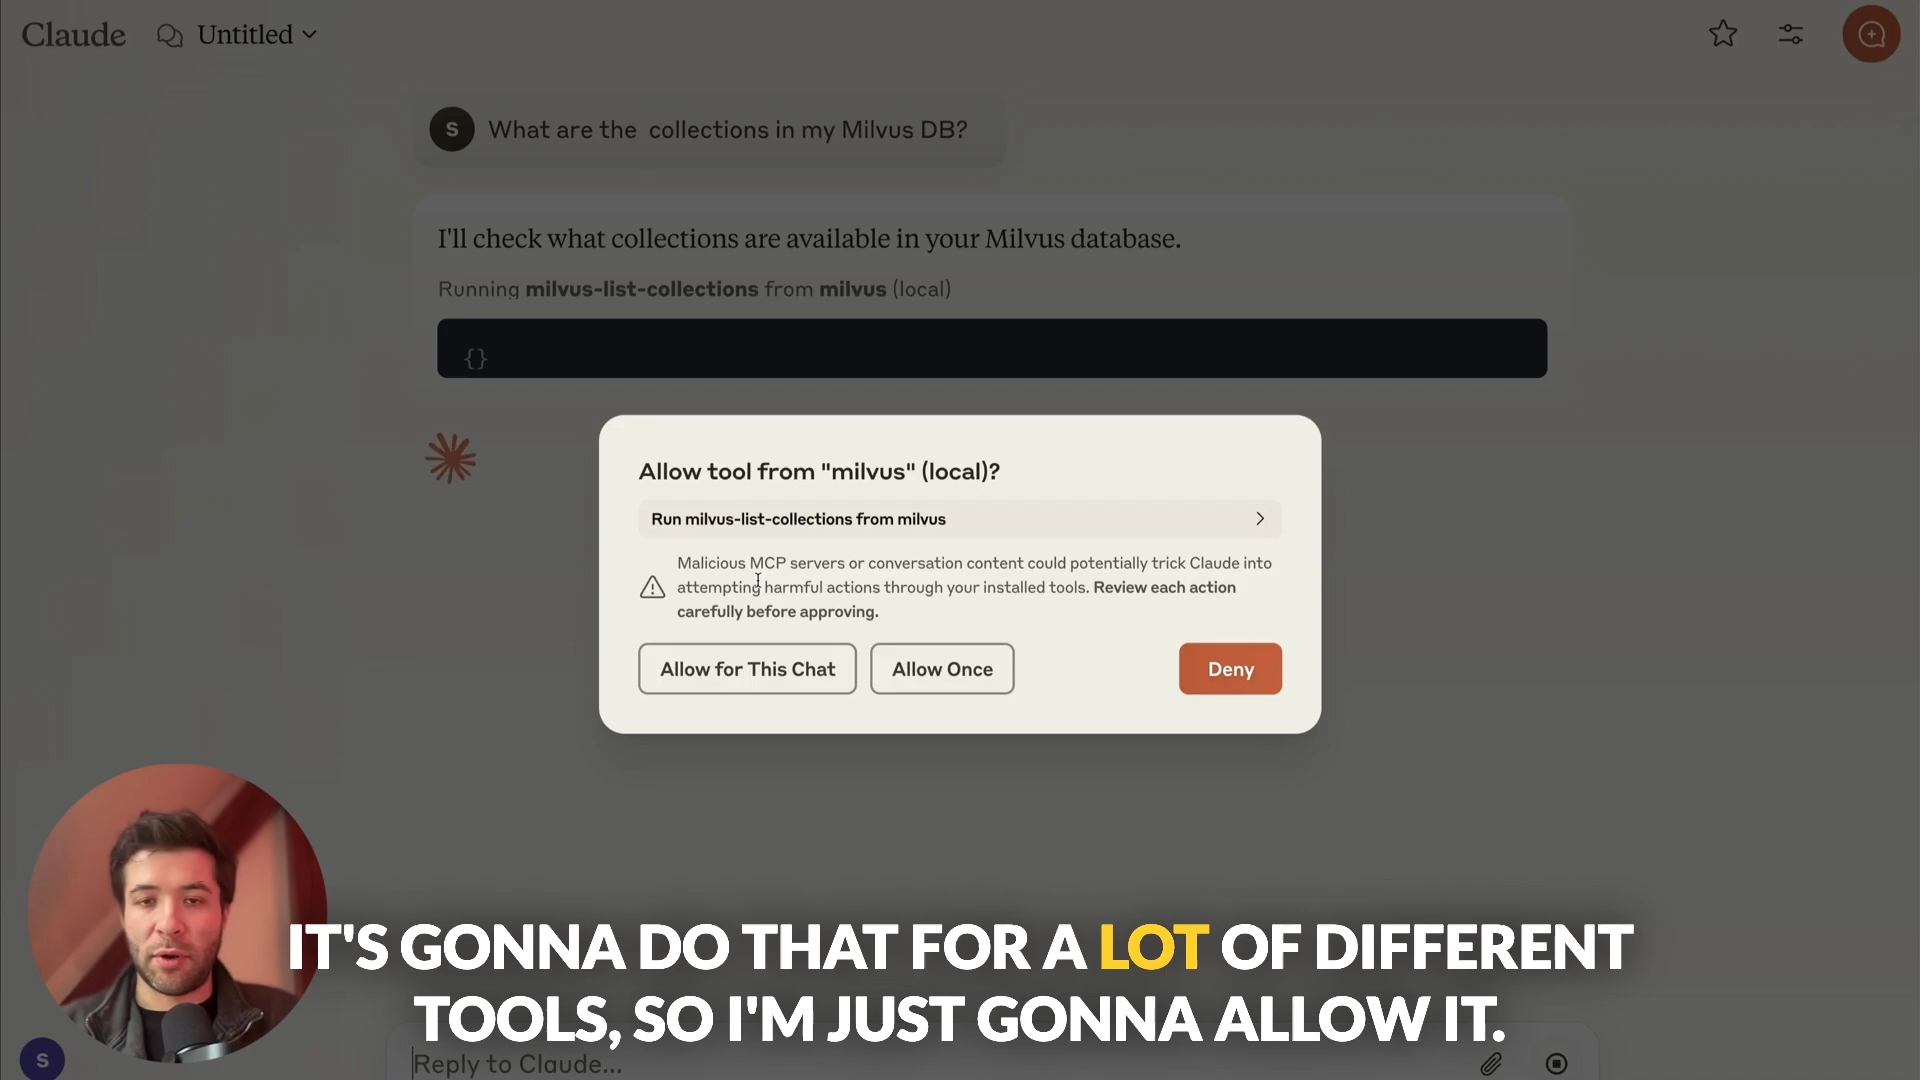 Claude
Untitled
S
What are the collections in my Milvus DB?
I'll check what collections are available in your Milvus database.
Running milvus-list-collections from milvus (local)
{}
Allow tool from "milvus" (local)?
Run milvus-list-collections from milvus
Malicious MCP servers or conversation content could potentially trick Claude into
attempting harmful actions through your installed tools. Review each action
carefully before approving.
Allow for This Chat
Allow Once
Deny
IT'S GONNA DO THAT FOR A LOT OF DIFFERENT
TOOLS, SO I'M JUST GONNA ALLOW IT.
S
Reply to Claude...